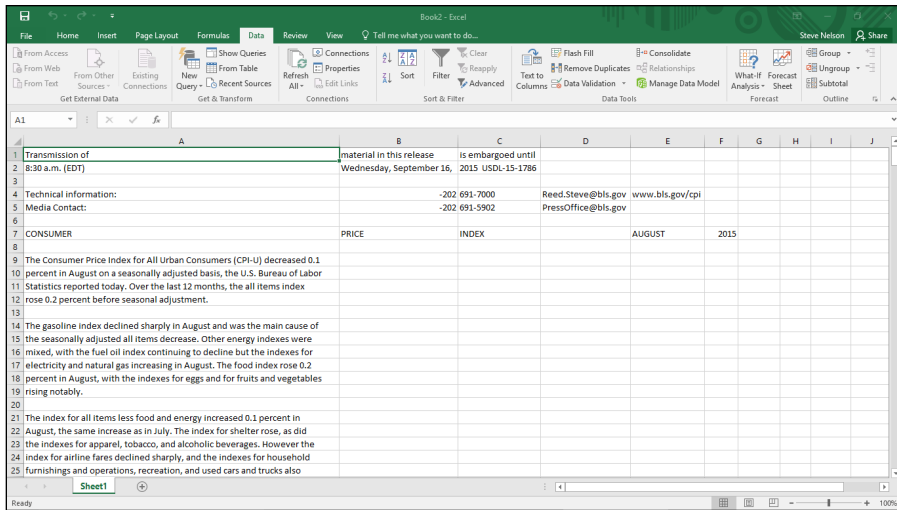 Book2 - Excel
File Home Insert Page Layout Formulas Data Review View Tell me what you want to do... Steve Nelson Share
From Access
From Web
From Text
From Other Sources
Existing Connections
Get External Data
New Query
Show Queries
From Table
Recent Sources
Get & Transform
Refresh All
Connections
Properties
Edit Links
Connections
Sort
Filter
Clear
Reapply
Advanced
Sort & Filter
Text to Columns
Flash Fill
Remove Duplicates
Data Validation
Consolidate
Relationships
Manage Data Model
Data Tools
What-If Analysis
Forecast Sheet
Forecast
Group
Ungroup
Subtotal
Outline
A1 fx
A B C D E F G H I J
1 Transmission of material in this release is embargoed until
2 8:30 a.m. (EDT) Wednesday, September 16, 2015 USDL-15-1786
3
4 Technical information: -202 691-7000 Reed.Steve@bls.gov www.bls.gov/cpi
5 Media Contact: -202 691-5902 PressOffice@bls.gov
6
7 CONSUMER PRICE INDEX AUGUST 2015
8
9 The Consumer Price Index for All Urban Consumers (CPI-U) decreased 0.1
10 percent in August on a seasonally adjusted basis, the U.S. Bureau of Labor
11 Statistics reported today. Over the last 12 months, the all items index
12 rose 0.2 percent before seasonal adjustment.
13
14 The gasoline index declined sharply in August and was the main cause of
15 the seasonally adjusted all items decrease. Other energy indexes were
16 mixed, with the fuel oil index continuing to decline but the indexes for
17 electricity and natural gas increasing in August. The food index rose 0.2
18 percent in August, with the indexes for eggs and for fruits and vegetables
19 rising notably.
20
21 The index for all items less food and energy increased 0.1 percent in
22 August, the same increase as in July. The index for shelter rose, as did
23 the indexes for apparel, tobacco, and alcoholic beverages. However the
24 index for airline fares declined sharply, and the indexes for household
25 furnishings and operations, recreation, and used cars and trucks also
Sheet1
Ready 100%